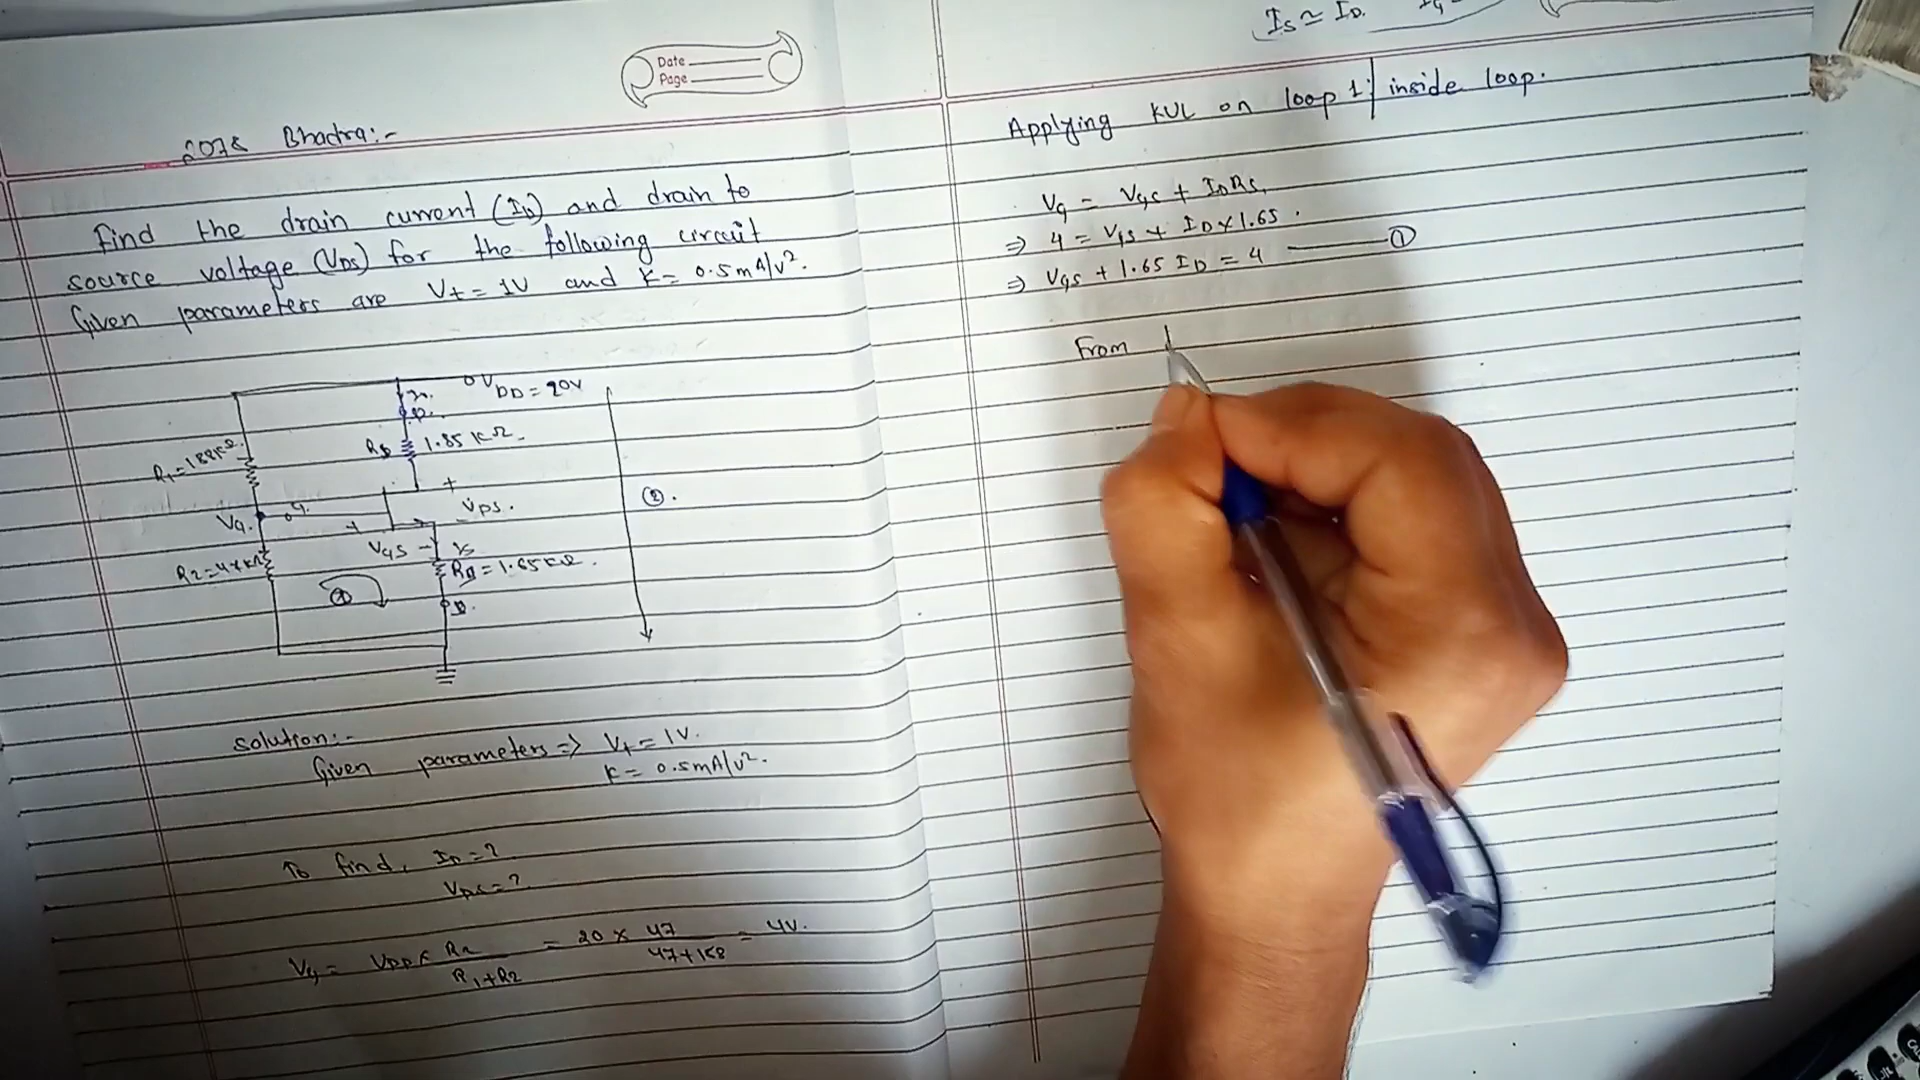 Date
Page
2078 Bhadra:-
Find the drain current (ID) and drain to
source voltage (VDS) for the following circuit
Given parameters are Vt = 1V and K = 0.5mA/v².
VDD = 20V
R1=188KΩ
1.85 KΩ
VG.
+
VDS.
②.
+
VGS -
R2=47KΩ
= 1.65KΩ.
①
Solution:-
Given parameters => Vt = 1V.
K = 0.5mA/v².
To find, ID = ?
VDS = ?
VG = VDD × R2 / R1+R2 = 20 × 47 / 47+188 = 4V.
IS ≃ ID.
Applying KVL on loop 1:/ inside loop.
VG = VGS + IDRS.
=> 4 = VGS + ID × 1.65.
=> VGS + 1.65 ID = 4 ——— ①
From